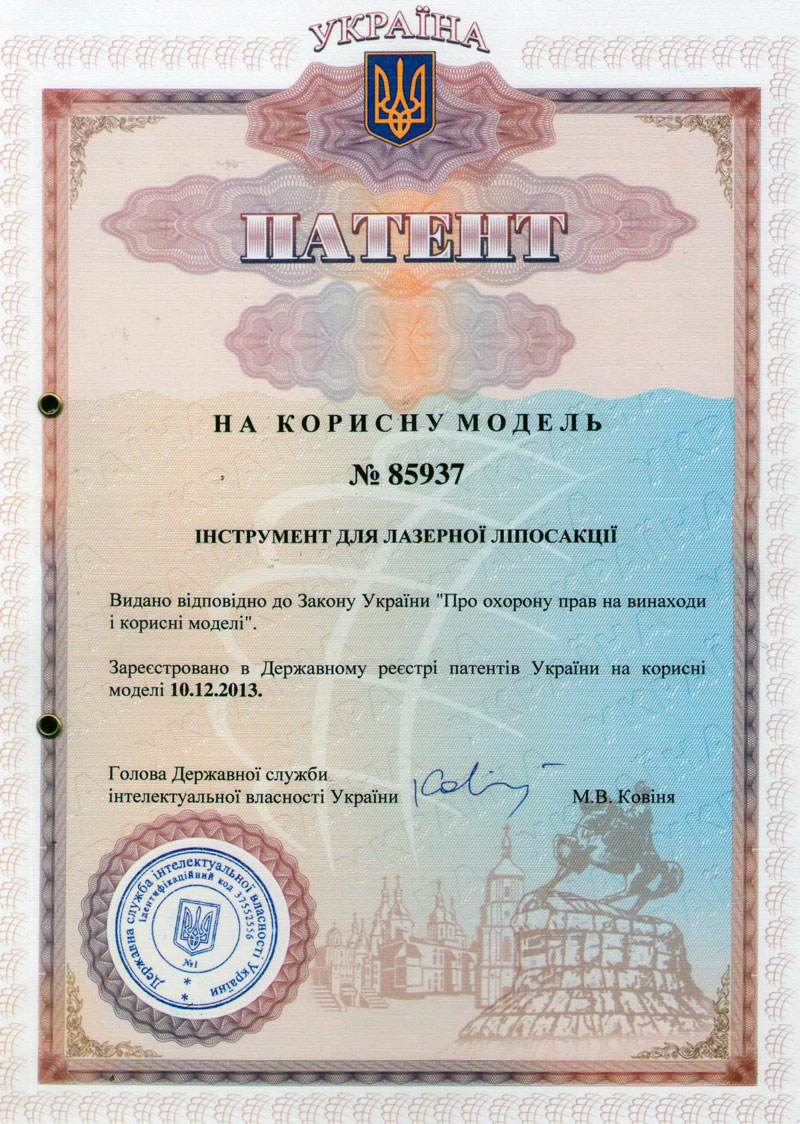 УКРАЇНА
ПАТЕНТ
НА КОРИСНУ МОДЕЛЬ
№ 85937
ІНСТРУМЕНТ ДЛЯ ЛАЗЕРНОЇ ЛІПОСАКЦІЇ
Видано відповідно до Закону України "Про охорону прав на винаходи
і корисні моделі".
Зареєстровано в Державному реєстрі патентів України на корисні
моделі 10.12.2013.
Голова Державної служби
інтелектуальної власності України
М.В. Ковіня
Державна служба інтелектуальної власності України
ідентифікаційний код 37552556
№1